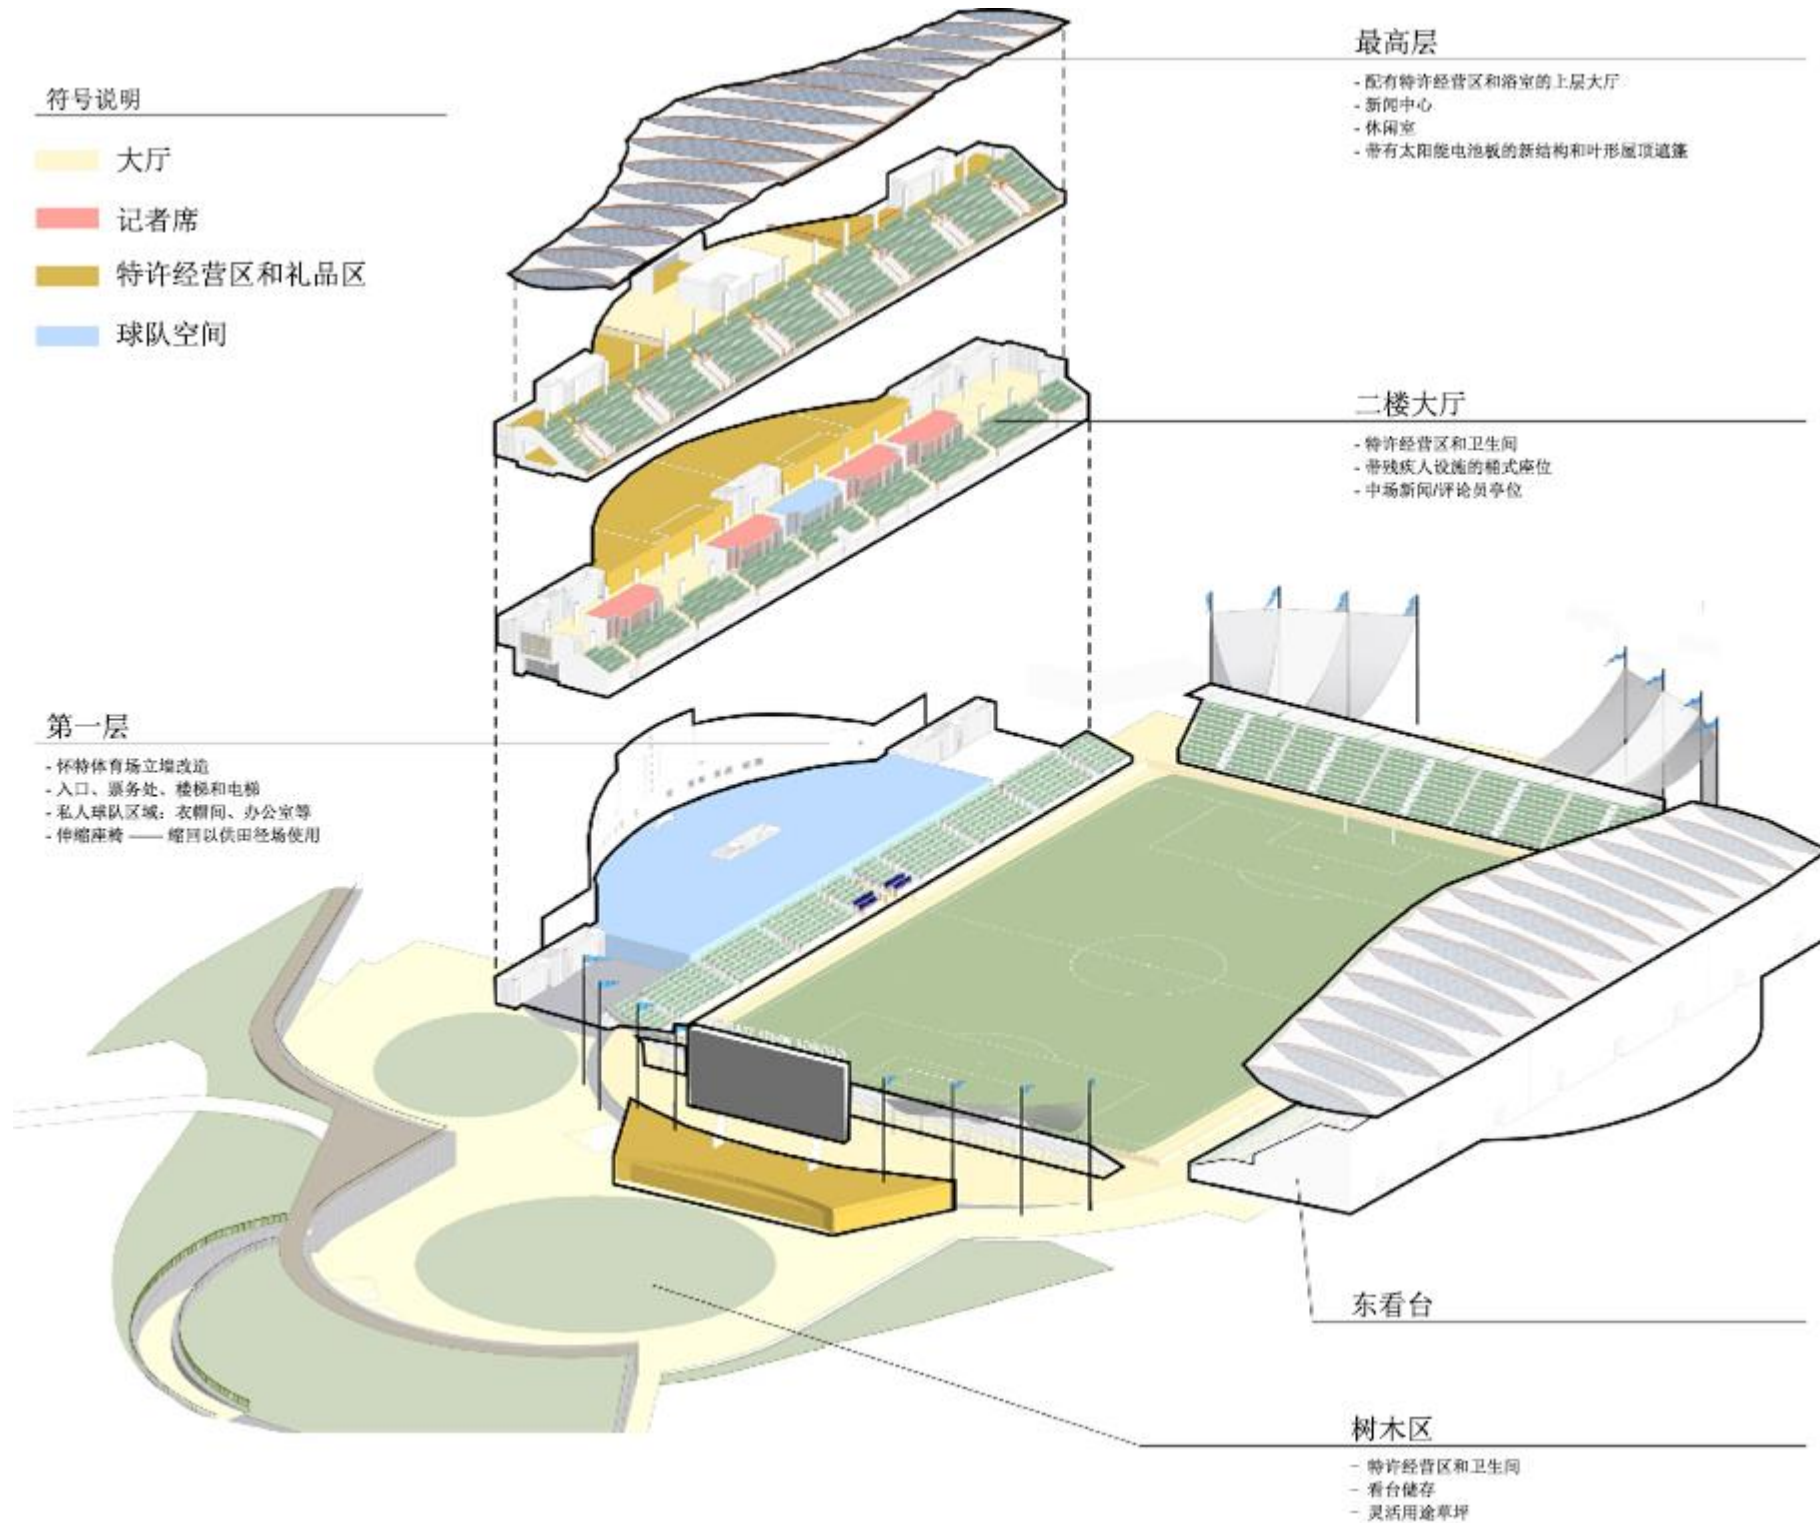 符号说明
大厅
记者席
特许经营区和礼品区
球队空间
最高层
- 配有特许经营区和浴室的上层大厅
- 新闻中心
- 休闲室
- 带有太阳能电池板的新结构和叶形屋顶遮篷
二楼大厅
- 特许经营区和卫生间
- 带残疾人设施的桶式座位
- 中场新闻/评论员亭位
第一层
- 怀特体育场立墙改造
- 入口、票务处、楼梯和电梯
- 私人球队区域：衣帽间、办公室等
- 伸缩座椅 —— 缩回以供田径场使用
东看台
树木区
- 特许经营区和卫生间
- 看台储存
- 灵活用途草坪